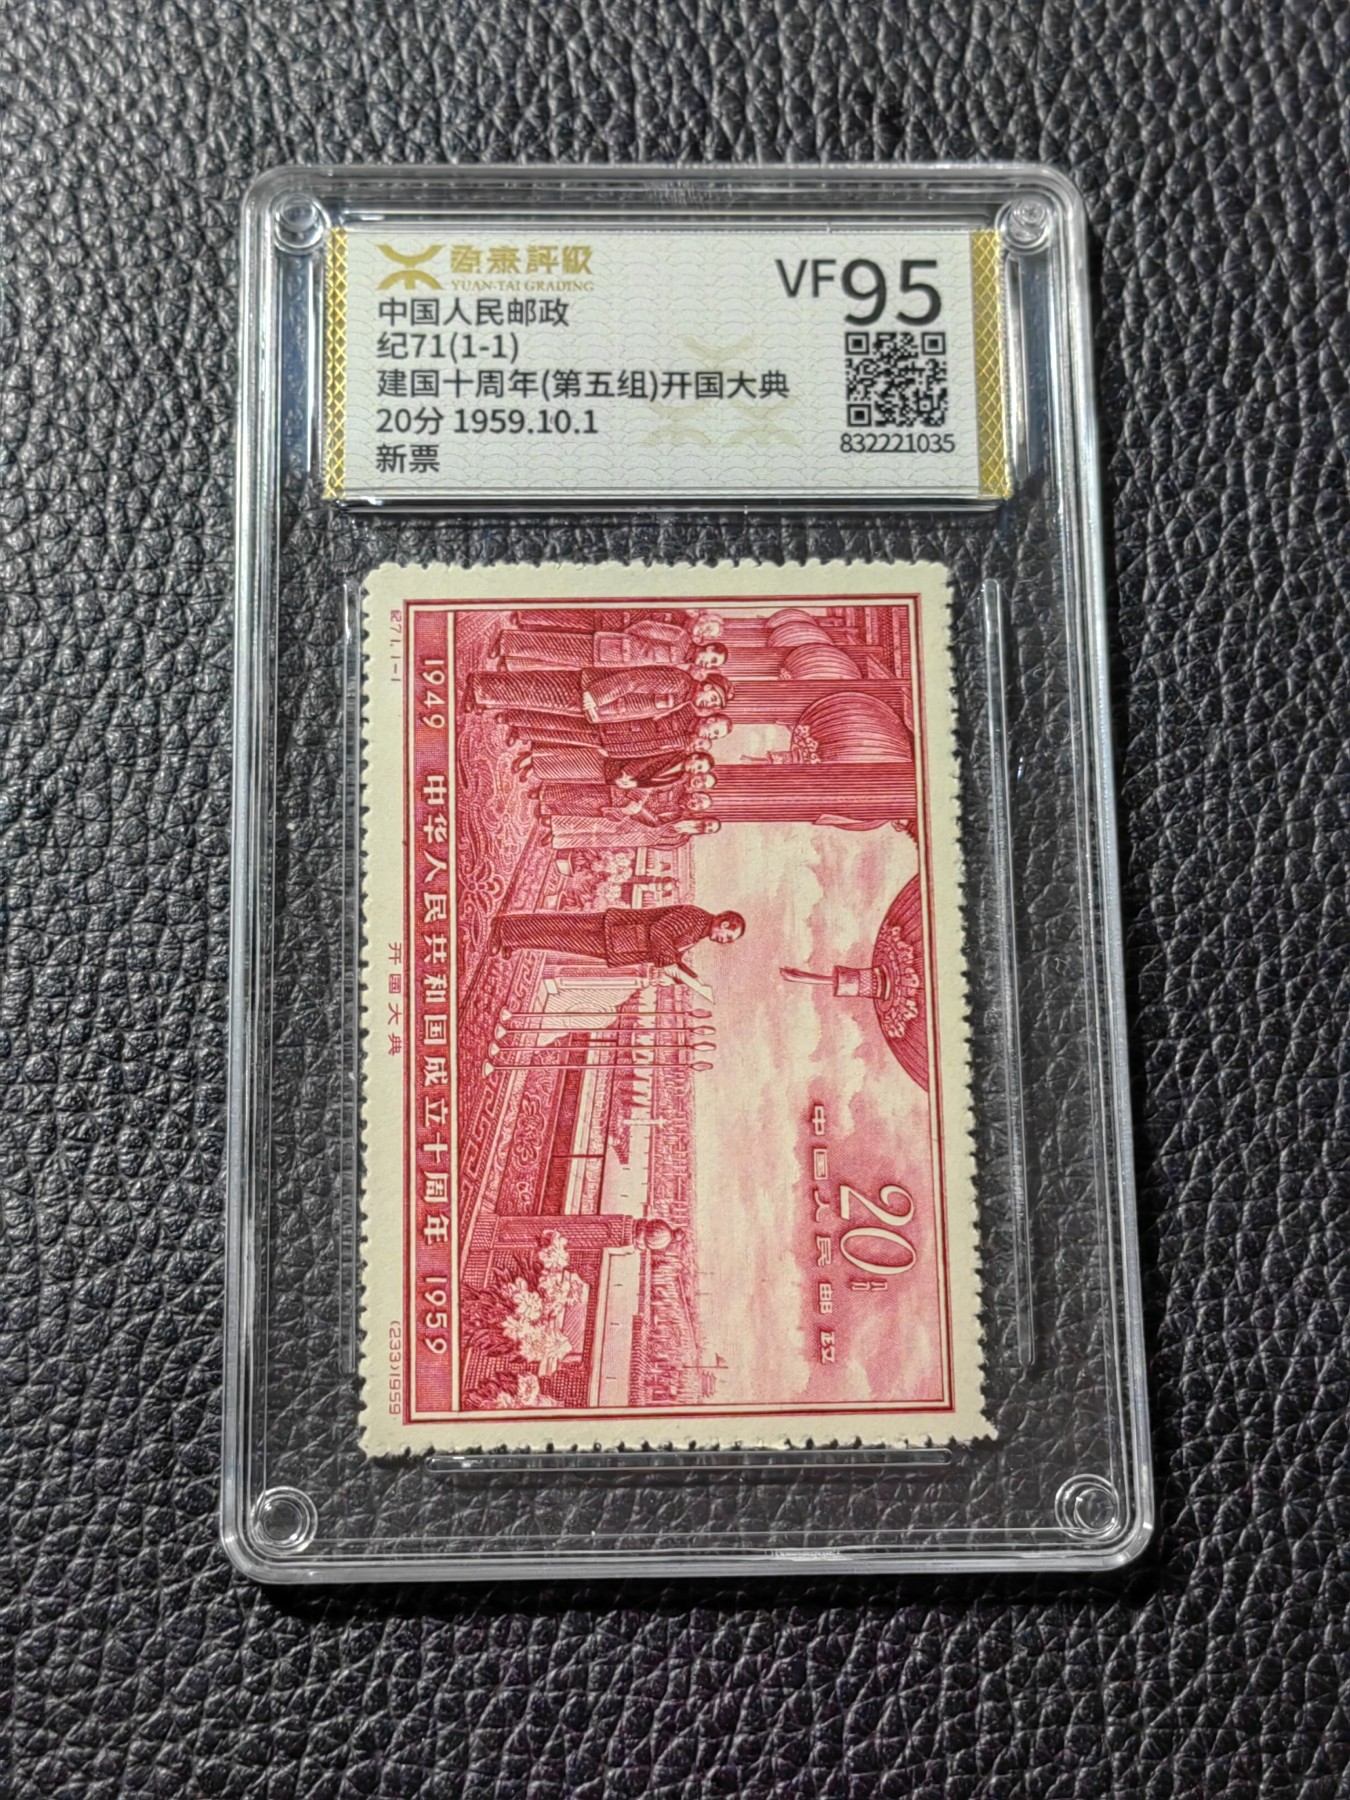 源泰評級
YUAN-TAI GRADING
中国人民邮政
纪71(1-1)
建国十周年(第五组)开国大典
20分 1959.10.1
新票
VF95
832221035
中国人民邮政
20分
1949 中华人民共和国成立十周年 1959
纪71.1-1
开國大典
(233)1959